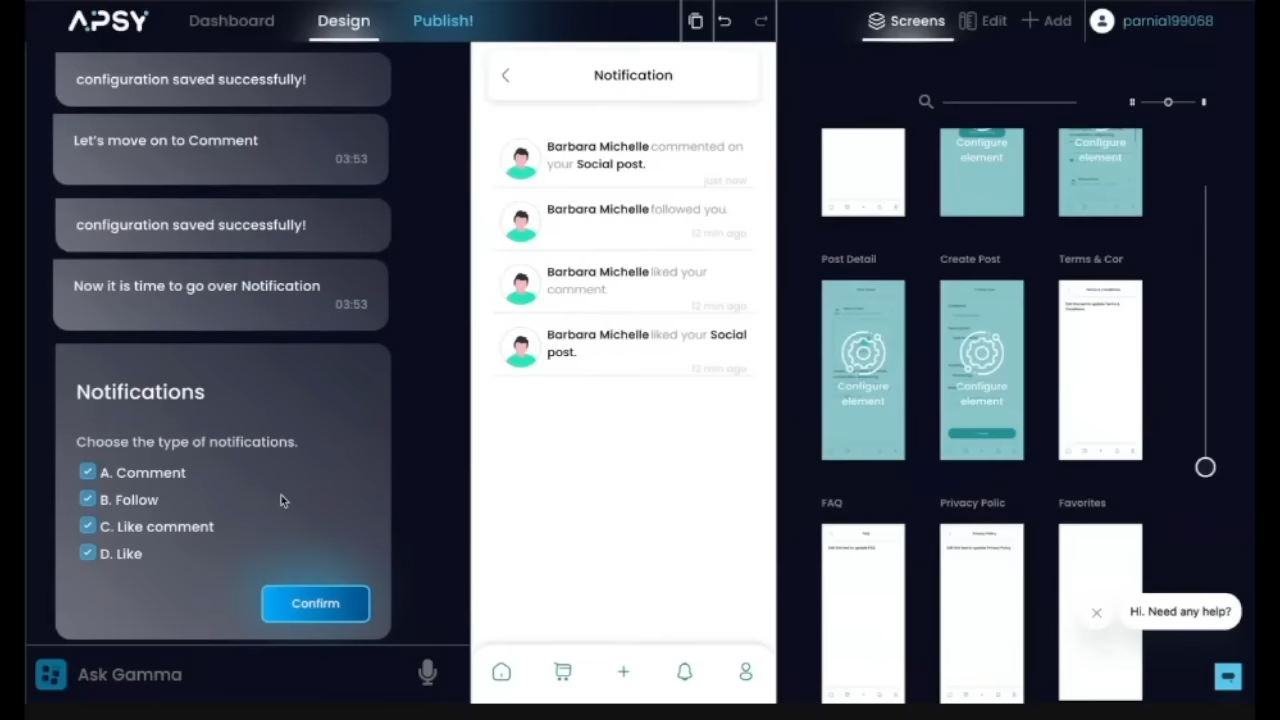 APSY
Dashboard
Design
Publish!
Screens
Edit
Add
parnia199068
configuration saved successfully!
Let's move on to Comment
03:53
configuration saved successfully!
Now it is time to go over Notification
03:53
Notifications
Choose the type of notifications.
A. Comment
B. Follow
C. Like comment
D. Like
Confirm
Ask Gamma
Notification
Barbara Michelle commented on
your Social post.
just now
Barbara Michelle followed you.
12 min ago
Barbara Michelle liked your
comment.
12 min ago
Barbara Michelle liked your Social
post.
12 min ago
Configure
element
Configure
element
Post Detail
Create Post
Terms & Cor
Configure
element
Configure
element
Terms & Conditions
FAQ
Privacy Polic
Favorites
Privacy Policy
Hi. Need any help?